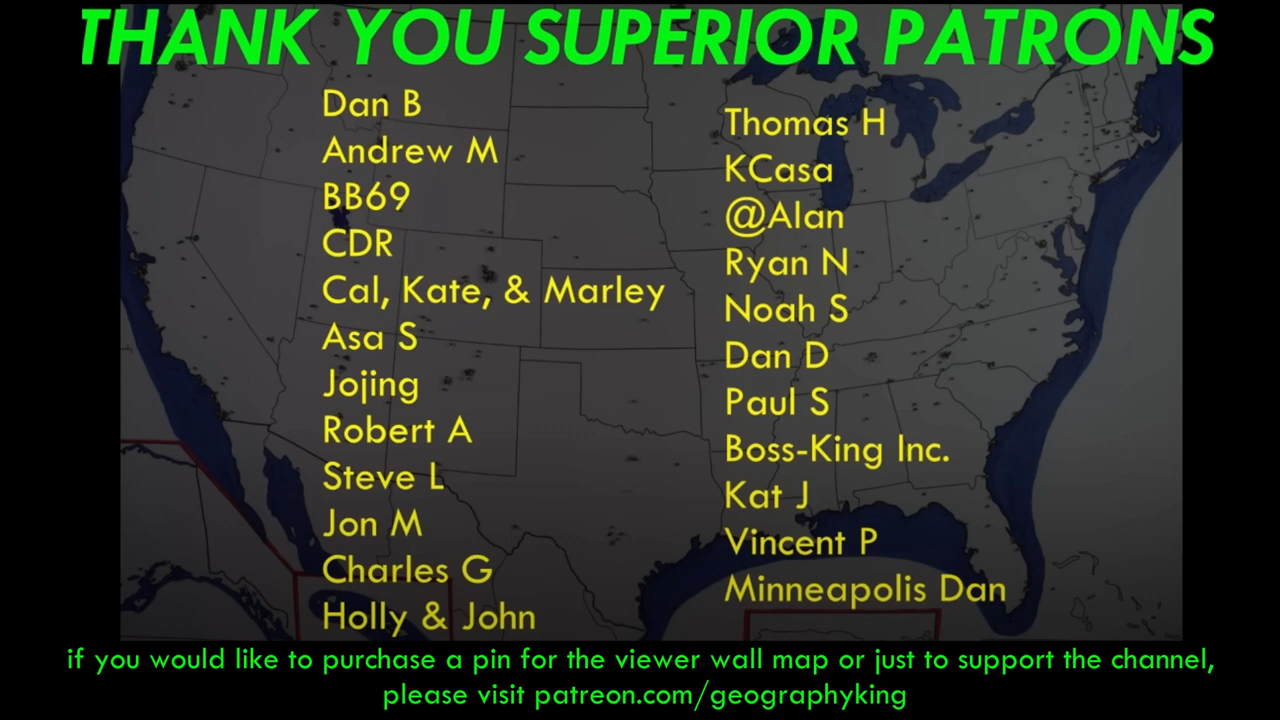 THANK YOU SUPERIOR PATRONS
Dan B
Andrew M
BB69
CDR
Cal, Kate, & Marley
Asa S
Jojing
Robert A
Steve L
Jon M
Charles G
Holly & John
Thomas H
KCasa
@Alan
Ryan N
Noah S
Dan D
Paul S
Boss-King Inc.
Kat J
Vincent P
Minneapolis Dan
if you would like to purchase a pin for the viewer wall map or just to support the channel,
please visit patreon.com/geographyking